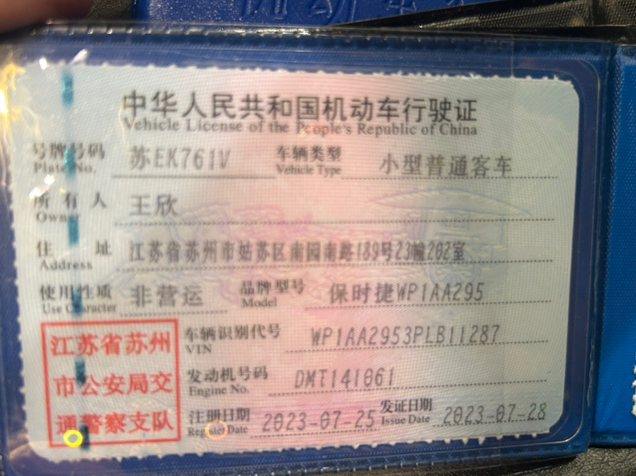 中华人民共和国机动车行驶证
Vehicle License of the People's Republic of China
号牌号码 苏EK761V 车辆类型 小型普通客车
Plate No. Vehicle Type
所有人 王欣
Owner
住址 江苏省苏州市姑苏区南园南路189号23幢202室
Address
使用性质 非营运 品牌型号 保时捷WP1AA295
Use Character Model
江苏省苏州
市公安局交
通警察支队
车辆识别代号 WP1AA2953PLB11287
VIN
发动机号码 DMT141061
Engine No.
注册日期 2023-07-25 发证日期 2023-07-28
Register Date Issue Date